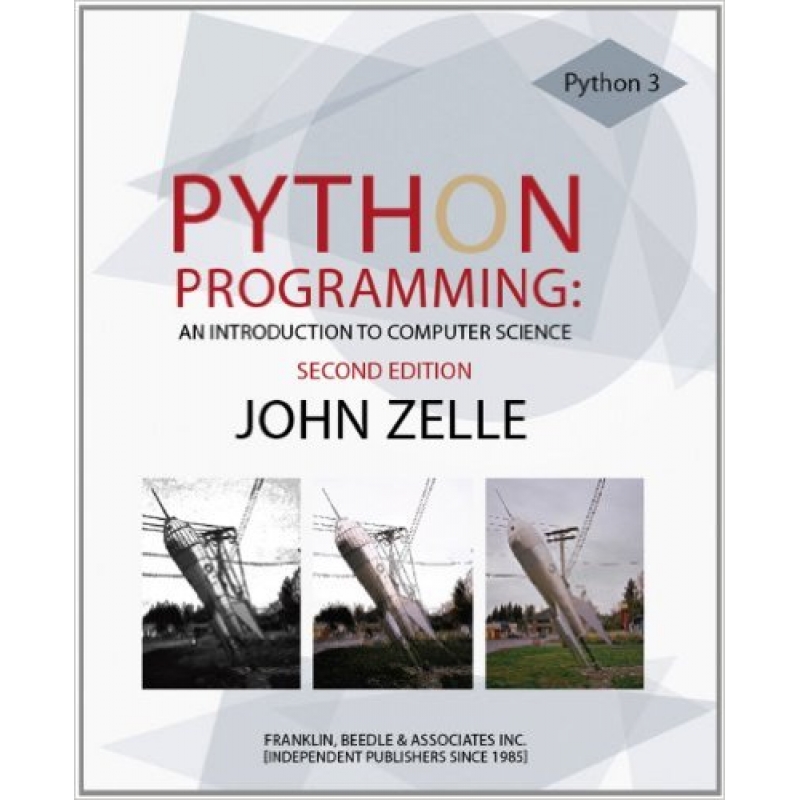 Python 3
PYTHON
PROGRAMMING:
AN INTRODUCTION TO COMPUTER SCIENCE
SECOND EDITION
JOHN ZELLE
FRANKLIN, BEEDLE & ASSOCIATES INC.
[INDEPENDENT PUBLISHERS SINCE 1985]